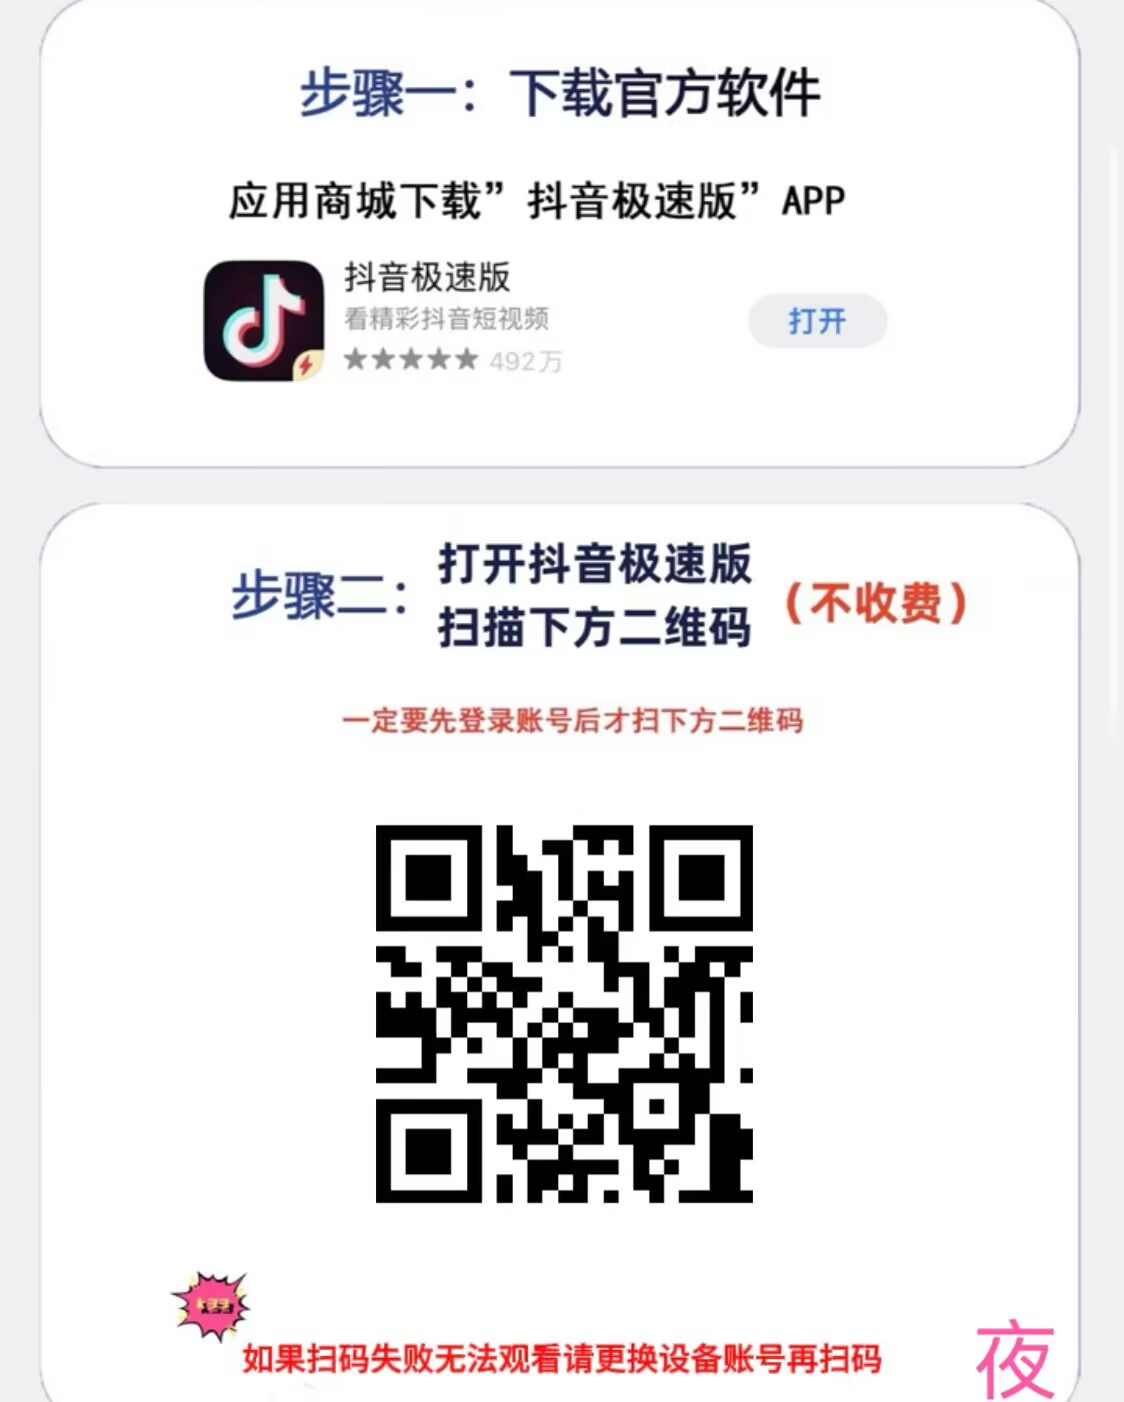 步骤一：下载官方软件
应用商城下载”抖音极速版”APP
抖音极速版
看精彩抖音短视频
★★★★★ 492万
打开
步骤二：打开抖音极速版
扫描下方二维码
（不收费）
一定要先登录账号后才扫下方二维码
如果扫码失败无法观看请更换设备账号再扫码
夜